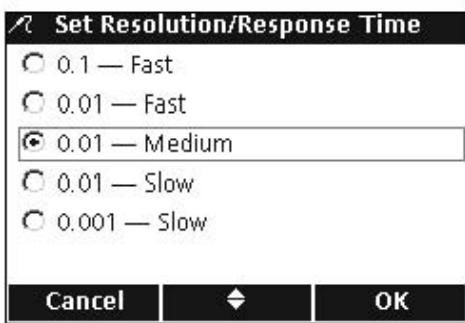 Set Resolution/Response Time
0.1 — Fast
0.01 — Fast
0.01 — Medium
0.01 — Slow
0.001 — Slow
Cancel OK